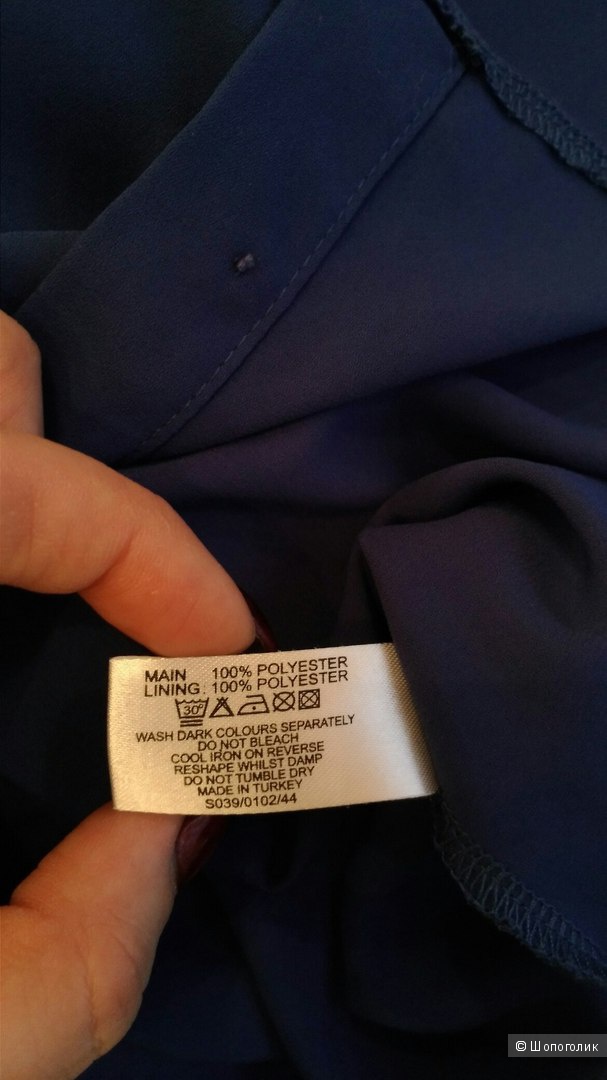 MAIN 100% POLYESTER
LINING: 100% POLYESTER
30°
WASH DARK COLOURS SEPARATELY
DO NOT BLEACH
COOL IRON ON REVERSE
RESHAPE WHILST DAMP
DO NOT TUMBLE DRY
MADE IN TURKEY
S039/0102/44
© Шопоголик